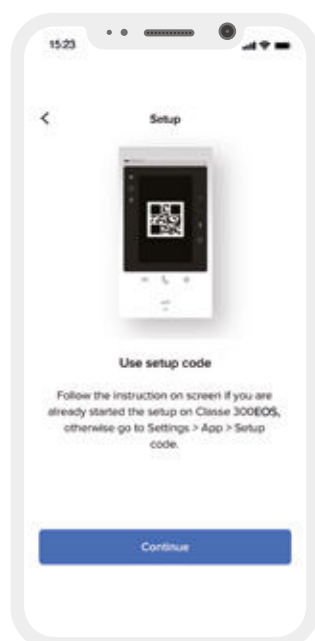 15:23
Setup
Use setup code
Follow the instruction on screen if you are
already started the setup on Classe 300EOS,
otherwise go to Settings > App > Setup
code.
Continue